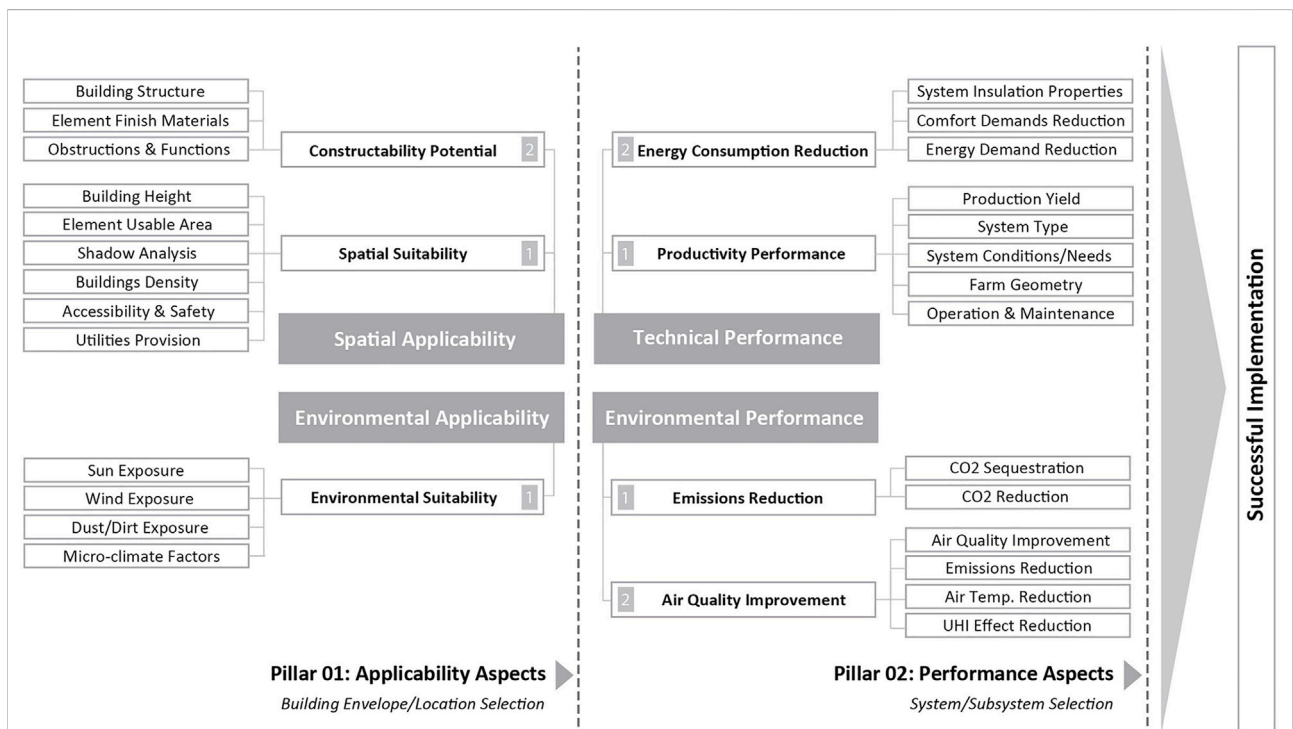 Building Structure
Element Finish Materials
Obstructions & Functions
Constructability Potential
2
Building Height
Element Usable Area
Shadow Analysis
Buildings Density
Accessibility & Safety
Utilities Provision
Spatial Suitability
1
Spatial Applicability
Environmental Applicability
Sun Exposure
Wind Exposure
Dust/Dirt Exposure
Micro-climate Factors
Environmental Suitability
1
Pillar 01: Applicability Aspects
Building Envelope/Location Selection
2
Energy Consumption Reduction
System Insulation Properties
Comfort Demands Reduction
Energy Demand Reduction
1
Productivity Performance
Production Yield
System Type
System Conditions/Needs
Farm Geometry
Operation & Maintenance
Technical Performance
Environmental Performance
1
Emissions Reduction
CO2 Sequestration
CO2 Reduction
2
Air Quality Improvement
Air Quality Improvement
Emissions Reduction
Air Temp. Reduction
UHI Effect Reduction
Pillar 02: Performance Aspects
System/Subsystem Selection
Successful Implementation